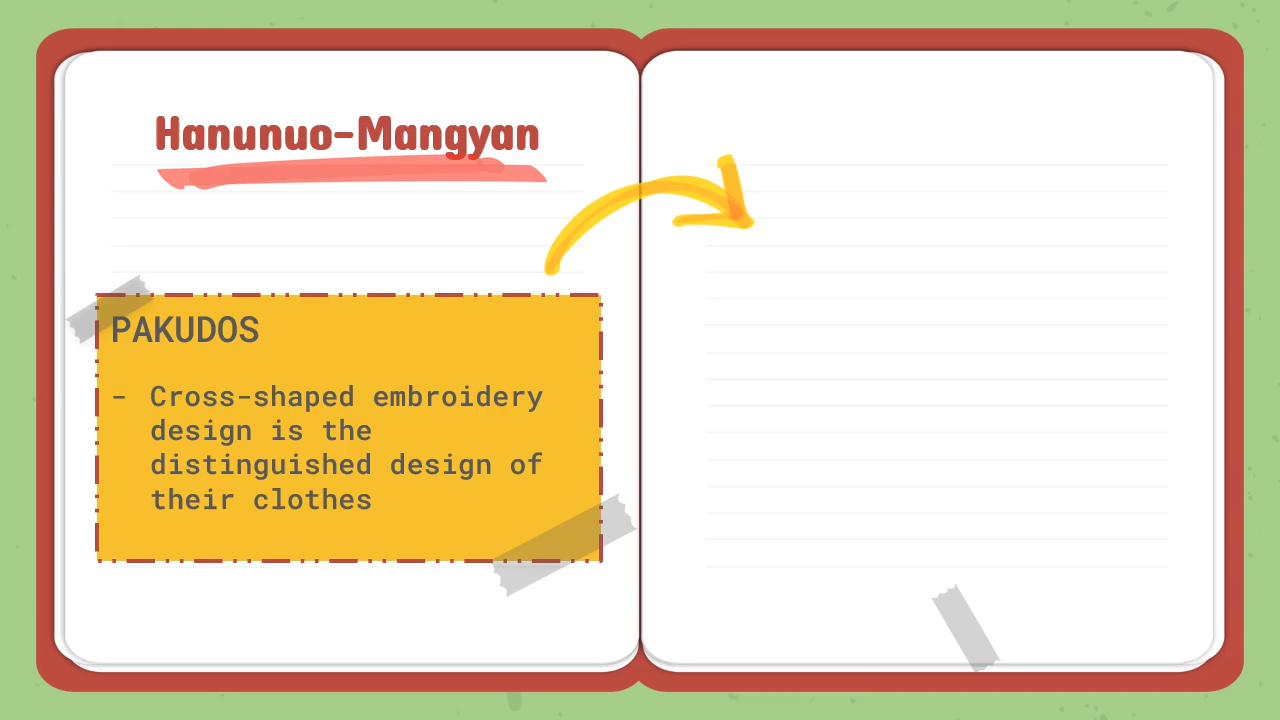 Hanunuo-Mangyan
PAKUDOS
- Cross-shaped embroidery
design is the
distinguished design of
their clothes